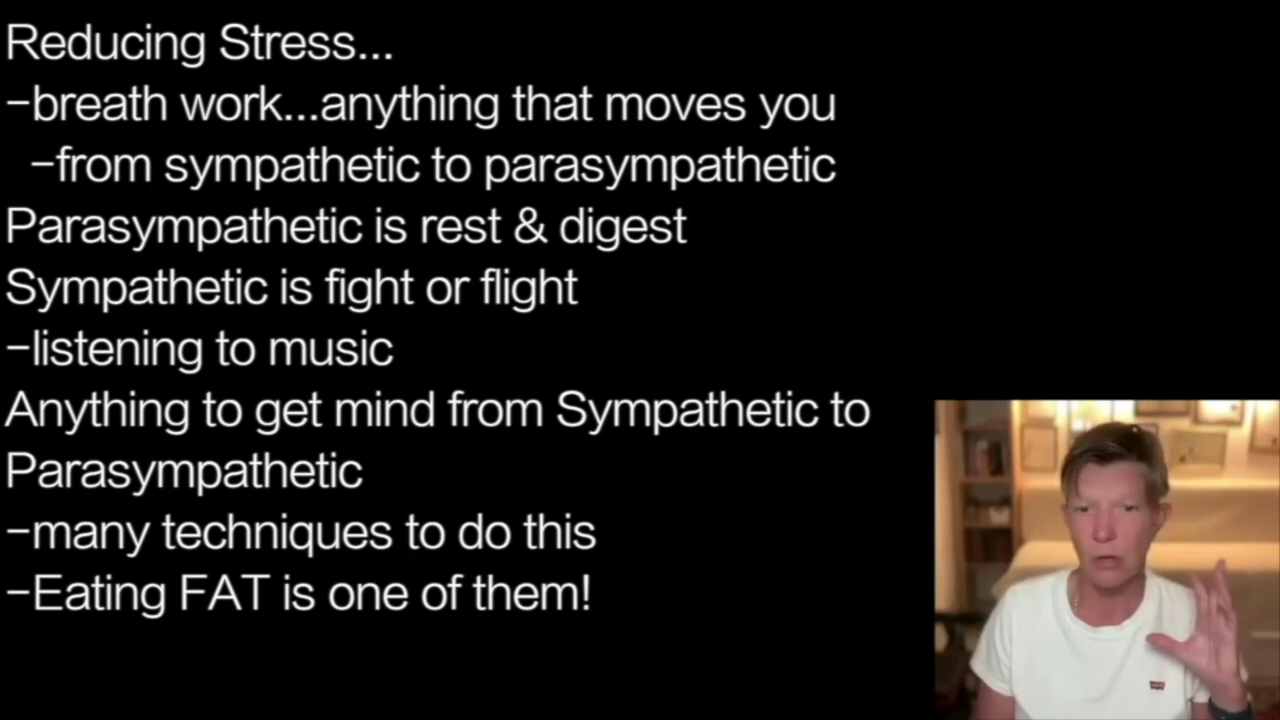 Reducing Stress...
-breath work...anything that moves you
-from sympathetic to parasympathetic
Parasympathetic is rest & digest
Sympathetic is fight or flight
-listening to music
Anything to get mind from Sympathetic to
Parasympathetic
-many techniques to do this
-Eating FAT is one of them!